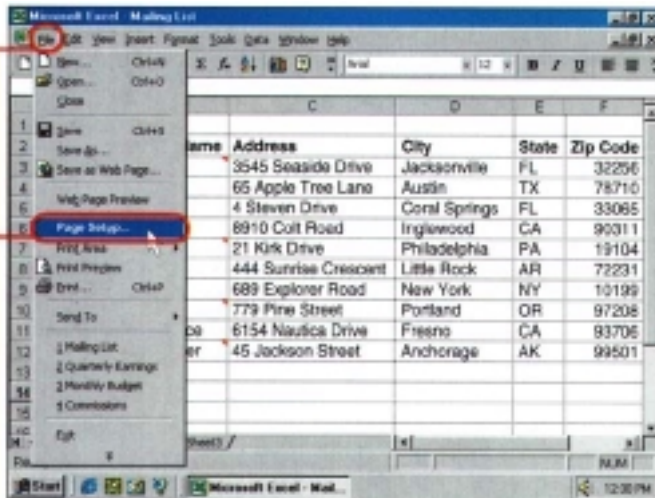 Microsoft Excel - Mailing List
File Edit View Insert Format Tools Data Window Help
New... Ctrl+N
Open... Ctrl+O
Close
Save Ctrl+S
Save As...
Save as Web Page...
Web Page Preview
Page Setup...
Print Area
Print Preview
Print... Ctrl+P
Send To
1 Mailing List
2 Quarterly Earnings
3 Monthly Budget
4 Commissions
Exit
Arial 12 B I U
C D E F
1
2 ame Address City State Zip Code
3 3545 Seaside Drive Jacksonville FL 32256
4 65 Apple Tree Lane Austin TX 78710
5 4 Steven Drive Coral Springs FL 33065
6 8910 Colt Road Inglewood CA 90311
7 21 Kirk Drive Philadelphia PA 19104
8 444 Sunrise Crescent Little Rock AR 72231
9 689 Explorer Road New York NY 10199
10 779 Pine Street Portland OR 97208
11 ce 6154 Nautica Drive Fresno CA 93706
12 er 45 Jackson Street Anchorage AK 99501
13
14
15
Sheet3
NUM
Start Microsoft Excel - Mail... 12:00 PM